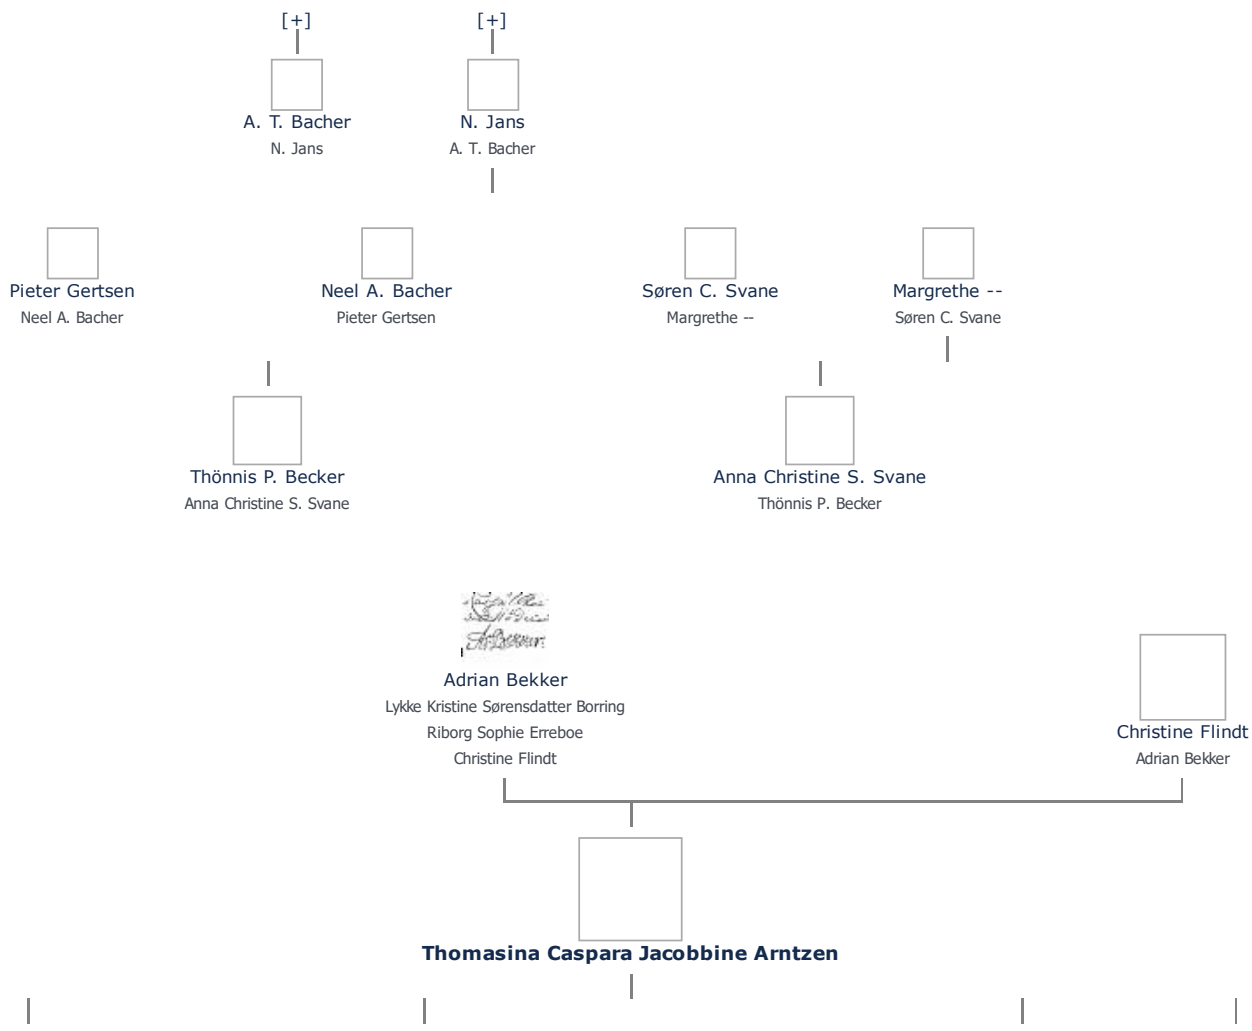 [+]
[+]
A. T. Bacher
N. Jans
N. Jans
A. T. Bacher
Pieter Gertsen
Neel A. Bacher
Neel A. Bacher
Pieter Gertsen
Søren C. Svane
Margrethe --
Margrethe --
Søren C. Svane
Thönnis P. Becker
Anna Christine S. Svane
Anna Christine S. Svane
Thönnis P. Becker
Adrian Bekker
Lykke Kristine Sørensdatter Borring
Riborg Sophie Erreboe
Christine Flindt
Christine Flindt
Adrian Bekker
Thomasina Caspara Jacobbine Arntzen